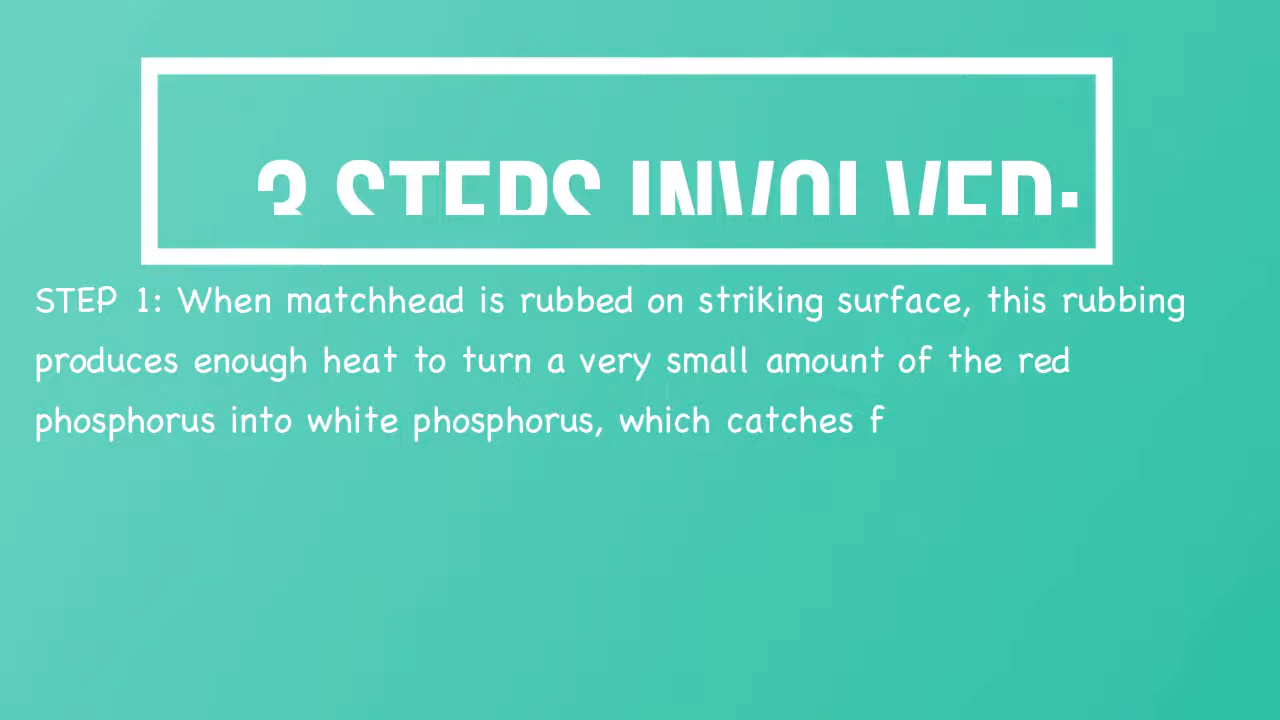 3 STEPS INVOLVED:
STEP 1: When matchhead is rubbed on striking surface, this rubbing
produces enough heat to turn a very small amount of the red
phosphorus into white phosphorus, which catches f